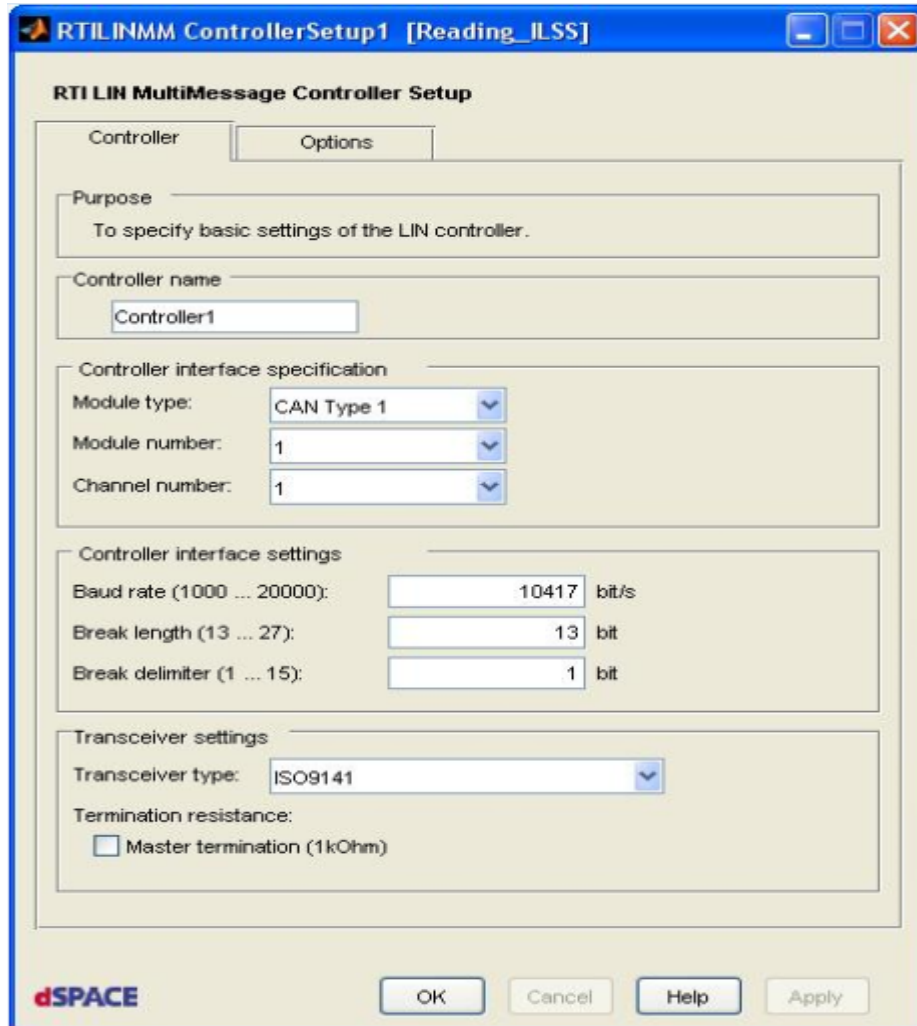 RTILINMM ControllerSetup1 [Reading_ILSS]
RTI LIN MultiMessage Controller Setup
Controller Options
Purpose
To specify basic settings of the LIN controller.
Controller name
Controller1
Controller interface specification
Module type: CAN Type 1
Module number: 1
Channel number: 1
Controller interface settings
Baud rate (1000 ... 20000): 10417 bit/s
Break length (13 ... 27): 13 bit
Break delimiter (1 ... 15): 1 bit
Transceiver settings
Transceiver type: ISO9141
Termination resistance:
Master termination (1kOhm)
dSPACE OK Cancel Help Apply